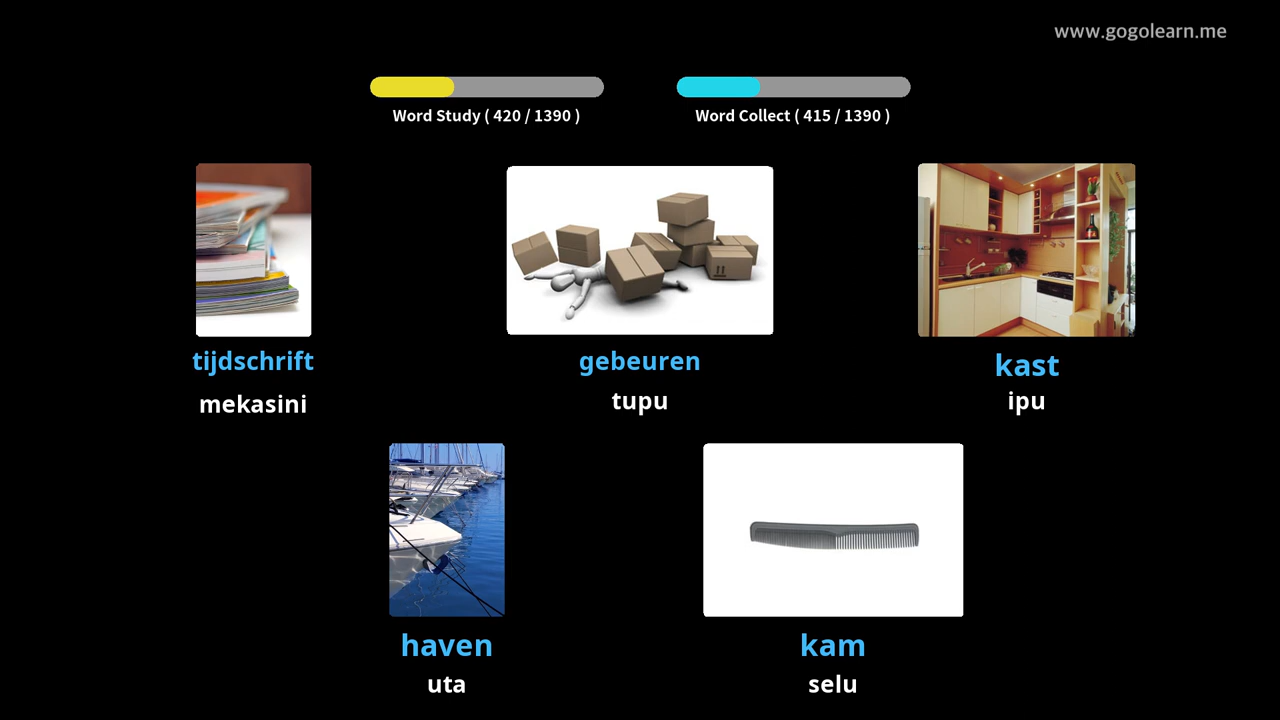 www.gogolearn.me
Word Study ( 420 / 1390 )
Word Collect ( 415 / 1390 )
tijdschrift
mekasini
gebeuren
tupu
kast
ipu
haven
uta
kam
selu